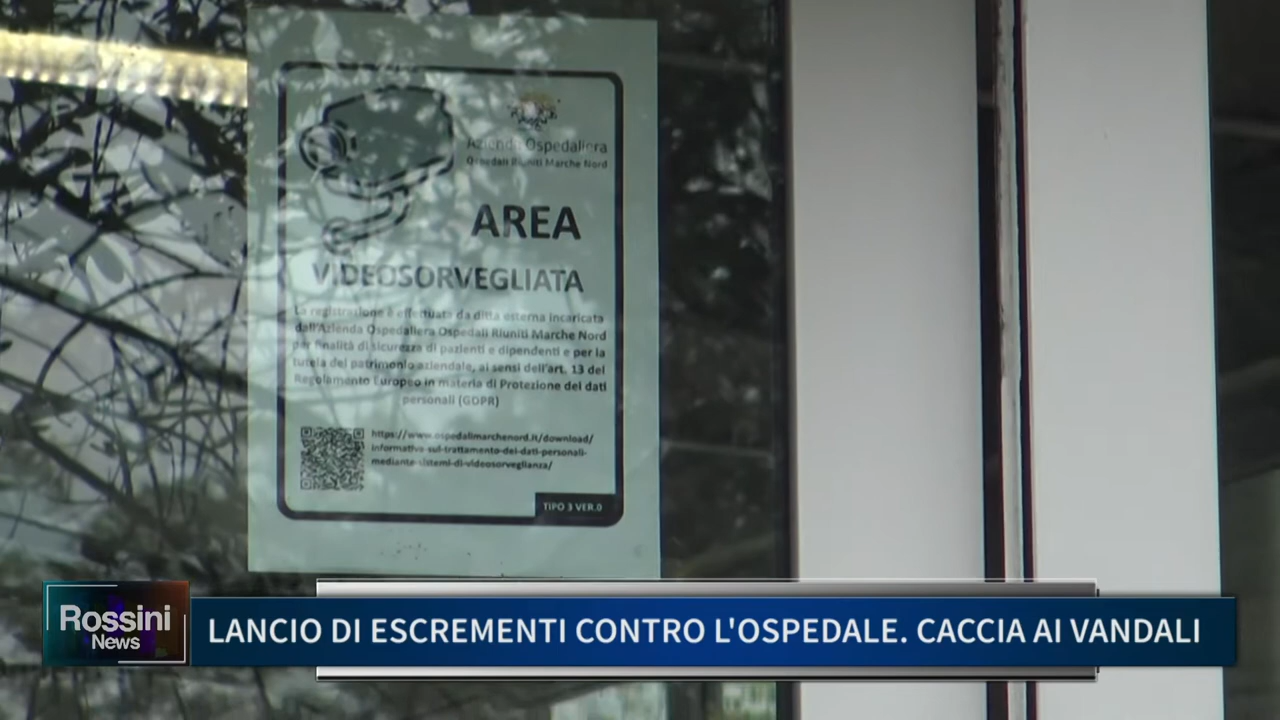 Azienda Ospedaliera
Ospedali Riuniti Marche Nord
AREA
VIDEOSORVEGLIATA
La registrazione è effettuata da ditta esterna incaricata
dall'Azienda Ospedaliera Ospedali Riuniti Marche Nord
per finalità di sicurezza di pazienti e dipendenti e per la
tutela del patrimonio aziendale, ai sensi dell'art. 13 del
Regolamento Europeo in materia di Protezione dei dati
personali (GDPR)
https://www.ospedalimarchenord.it/download/
informativa-sul-trattamento-dei-dati-personali-
mediante-sistemi-di-videosorveglianza/
TIPO 3 VER.0
Rossini
News
LANCIO DI ESCREMENTI CONTRO L'OSPEDALE. CACCIA AI VANDALI